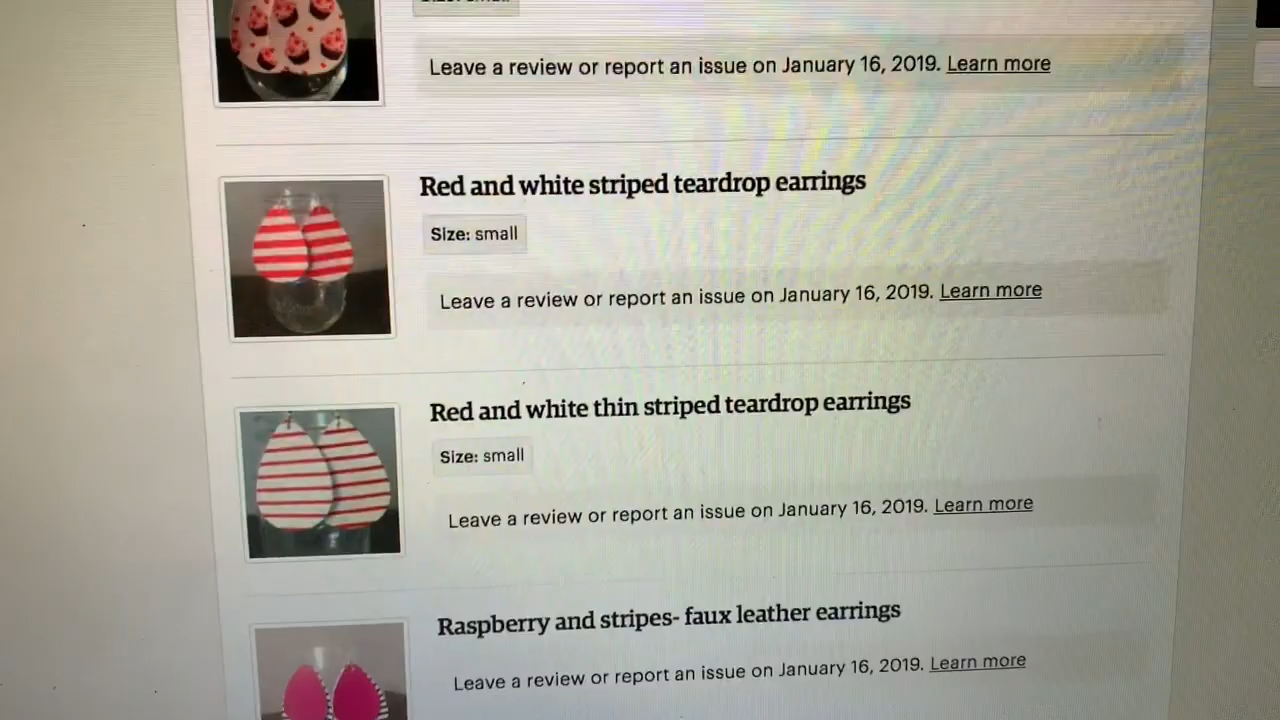 Size: small
Leave a review or report an issue on January 16, 2019. Learn more
Red and white striped teardrop earrings
Size: small
Leave a review or report an issue on January 16, 2019. Learn more
Red and white thin striped teardrop earrings
Size: small
Leave a review or report an issue on January 16, 2019. Learn more
Raspberry and stripes- faux leather earrings
Leave a review or report an issue on January 16, 2019. Learn more